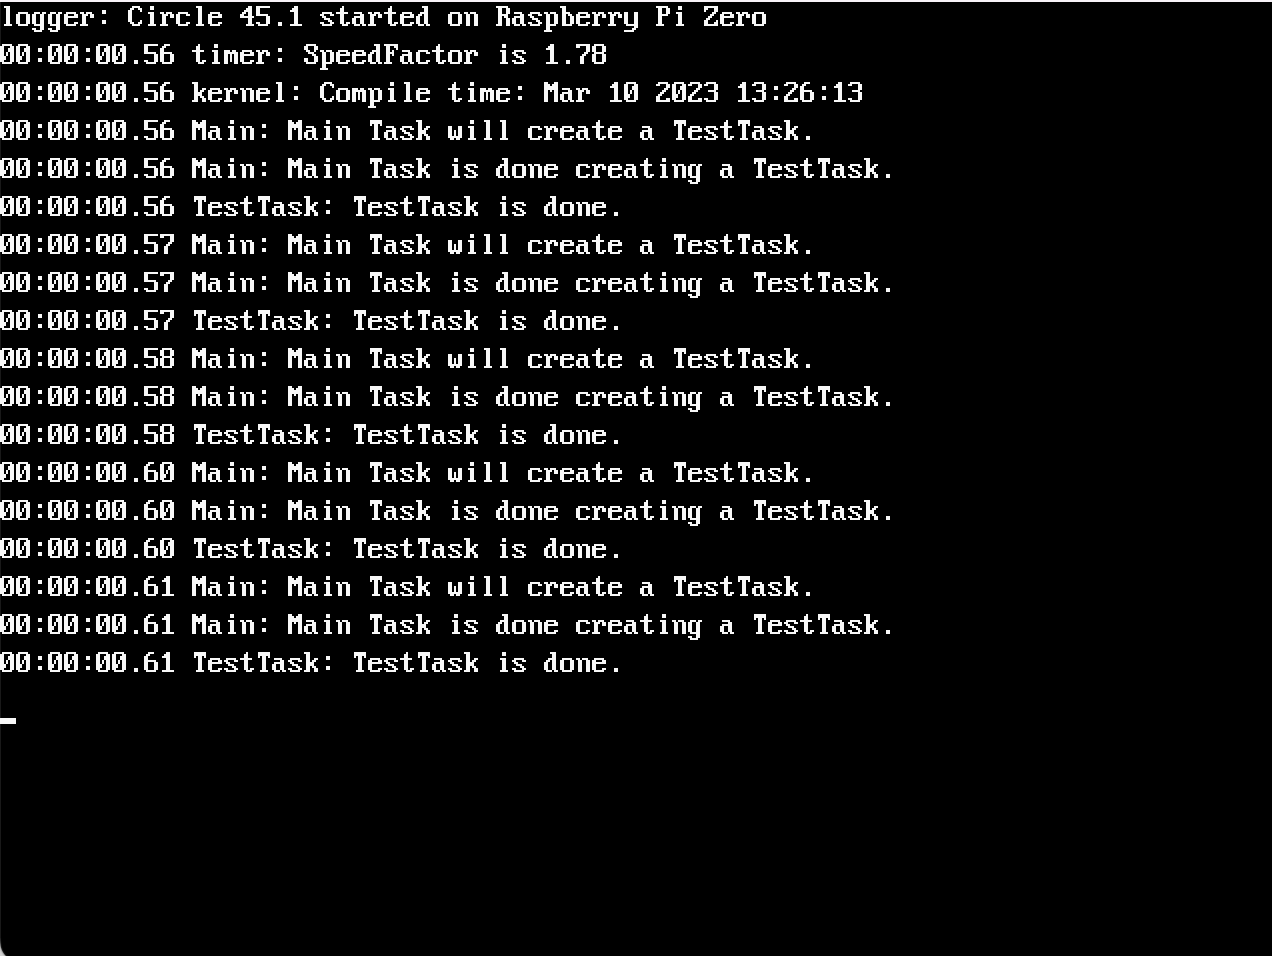 logger: Circle 45.1 started on Raspberry Pi Zero
00:00:00.56 timer: SpeedFactor is 1.78
00:00:00.56 kernel: Compile time: Mar 10 2023 13:26:13
00:00:00.56 Main: Main Task will create a TestTask.
00:00:00.56 Main: Main Task is done creating a TestTask.
00:00:00.56 TestTask: TestTask is done.
00:00:00.57 Main: Main Task will create a TestTask.
00:00:00.57 Main: Main Task is done creating a TestTask.
00:00:00.57 TestTask: TestTask is done.
00:00:00.58 Main: Main Task will create a TestTask.
00:00:00.58 Main: Main Task is done creating a TestTask.
00:00:00.58 TestTask: TestTask is done.
00:00:00.60 Main: Main Task will create a TestTask.
00:00:00.60 Main: Main Task is done creating a TestTask.
00:00:00.60 TestTask: TestTask is done.
00:00:00.61 Main: Main Task will create a TestTask.
00:00:00.61 Main: Main Task is done creating a TestTask.
00:00:00.61 TestTask: TestTask is done.